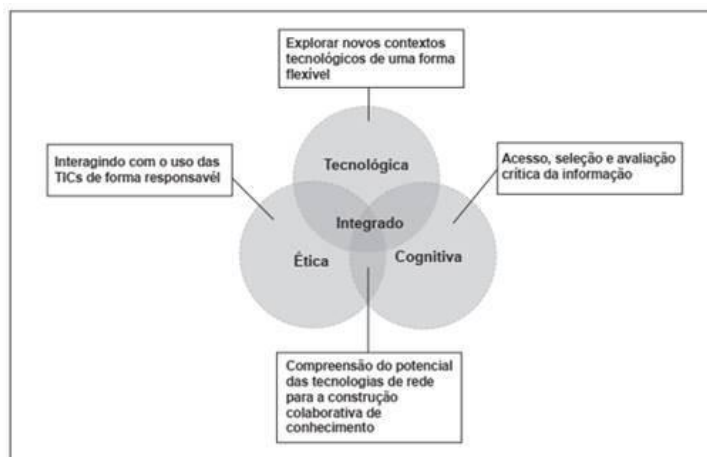 Explorar novos contextos
tecnológicos de uma forma
flexível
Interagindo com o uso das
TICs de forma responsavél
Tecnológica
Acesso, seleção e avaliação
crítica da informação
Integrado
Ética
Cognitiva
Compreensão do potencial
das tecnologias de rede
para a construção
colaborativa de
conhecimento